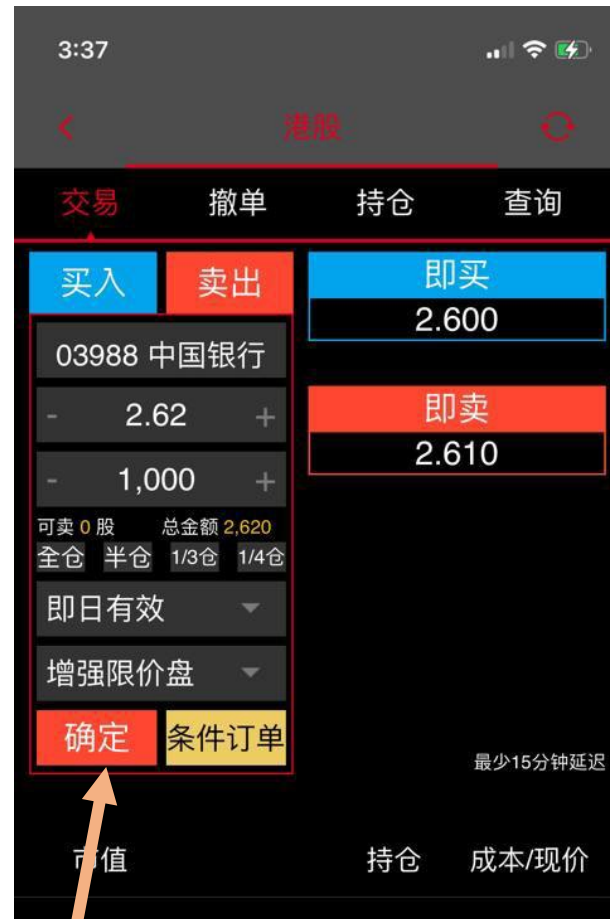 3:37
港股
交易 撤单 持仓 查询
买入 卖出 即买
2.600
03988 中国银行
- 2.62 + 即卖
2.610
- 1,000 +
可卖 0 股 总金额 2,620
全仓 半仓 1/3仓 1/4仓
即日有效
增强限价盘
确定 条件订单
最少15分钟延迟
市值 持仓 成本/现价